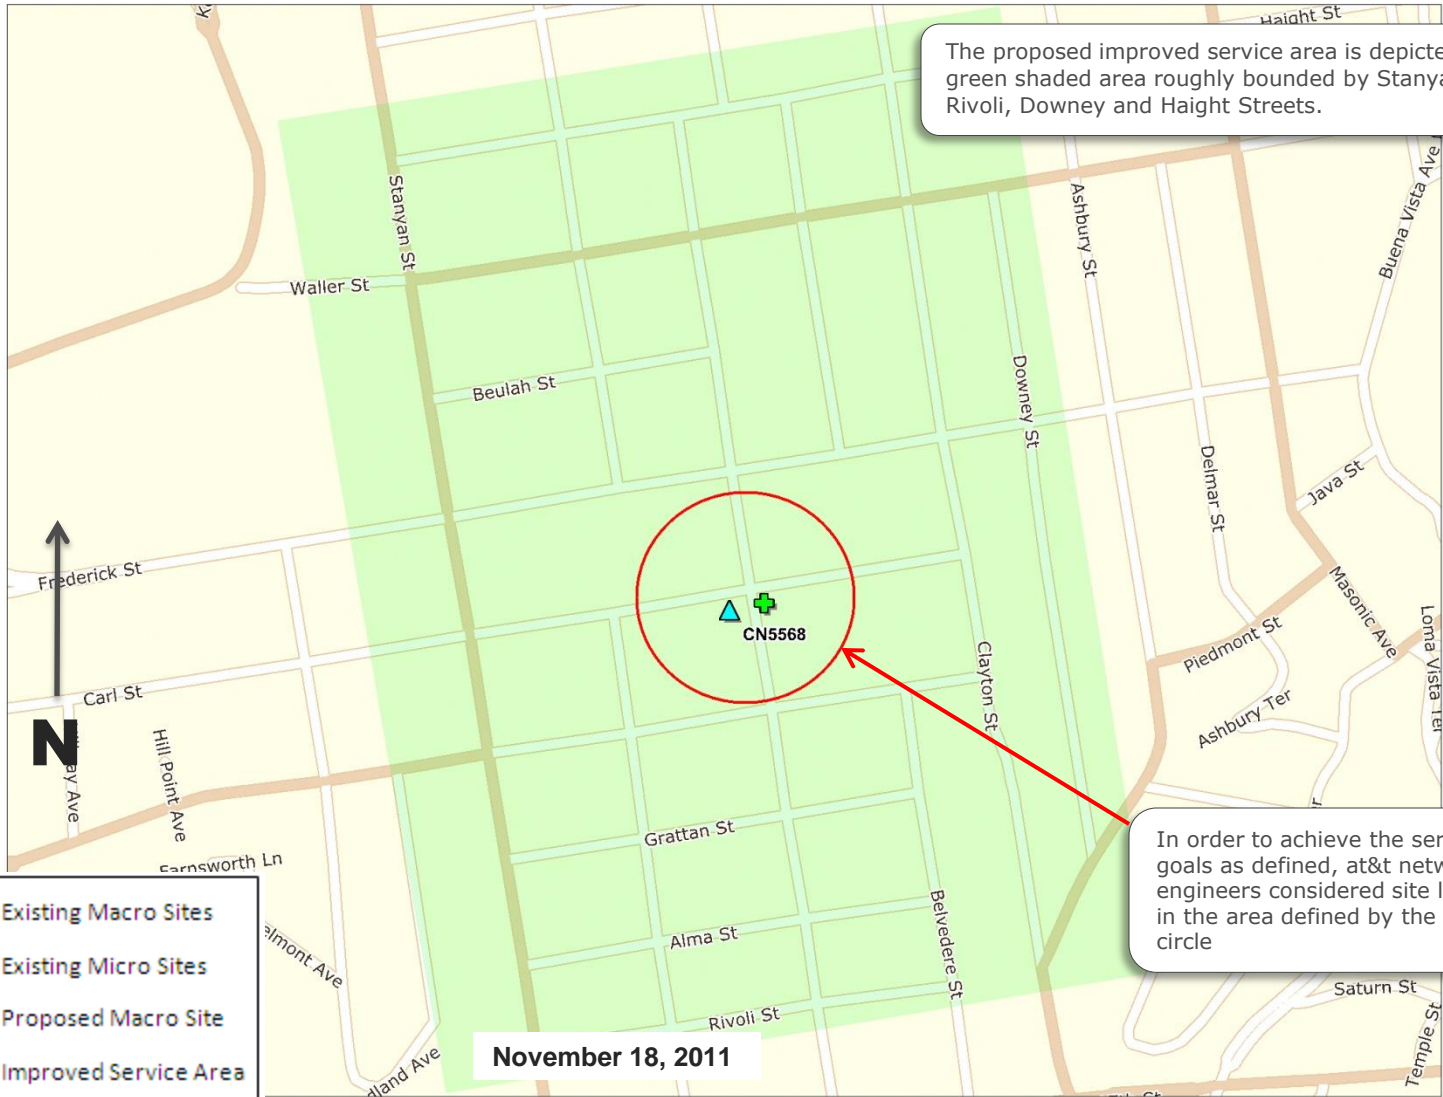 Haight St
The proposed improved service area is
green shaded area roughly bounded by
Rivoli, Downey and Haight Streets.
Stanyan St
Ashbury St
Buena Vista Ave
Waller St
Beulah St
Downey St
Delmar St
Java St
Frederick St
Masonic Ave
Loma Vista Ter
CN5568
Piedmont St
Clayton St
Carl St
Ashbury Ter
N
Hill Point Ave
Ave
Grattan St
In order to achieve the
goals as defined, at&t
engineers considered site
in the area defined by the
circle
Farnsworth Ln
Existing Macro Sites
Existing Micro Sites
Proposed Macro Site
Improved Service Area
Belvedere St
Alma St
Ave
Saturn St
Rivoli St
November 18, 2011
Temple St
Ave
St